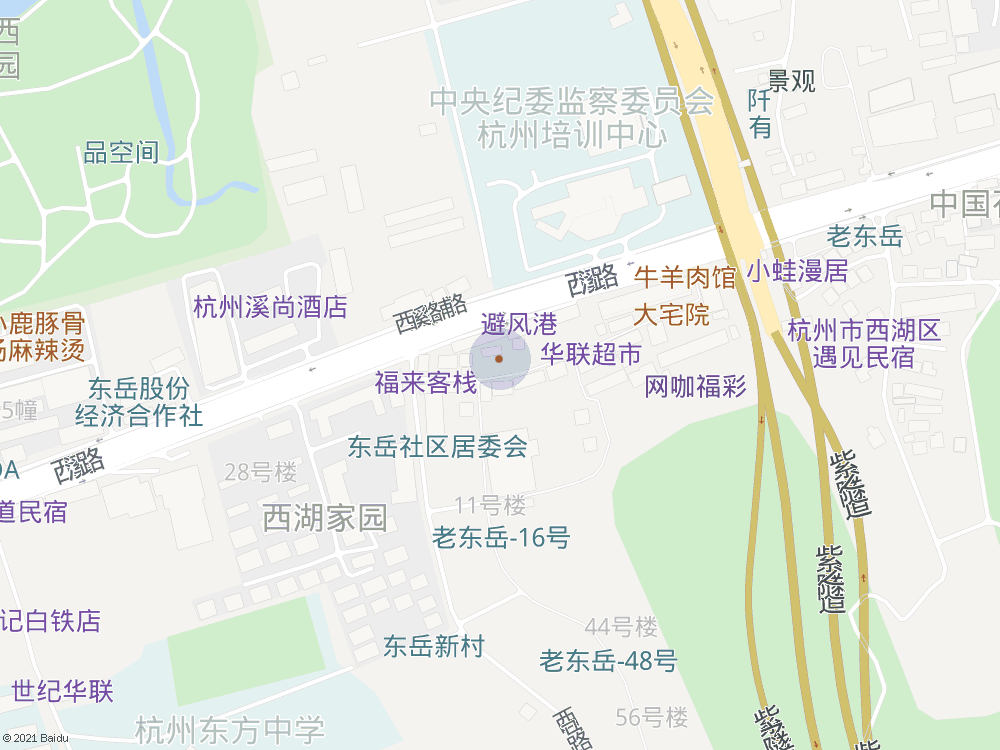 西
园
中央纪委监察委员会
杭州培训中心
景观
阡
有
品空间
中国石
老东岳
西溪路
牛羊肉馆
小蛙漫居
杭州溪尚酒店
西溪路辅路
避风港
大宅院
小鹿豚骨
汤麻辣烫
华联超市
杭州市西湖区
遇见民宿
东岳股份
经济合作社
福来客栈
网咖福彩
5幢
东岳社区居委会
西溪路
28号楼
紫隧道
道民宿
11号楼
西湖家园
老东岳-16号
紫隧道
记白铁店
44号楼
东岳新村
老东岳-48号
世纪华联
56号楼
杭州东方中学
© 2021 Baidu